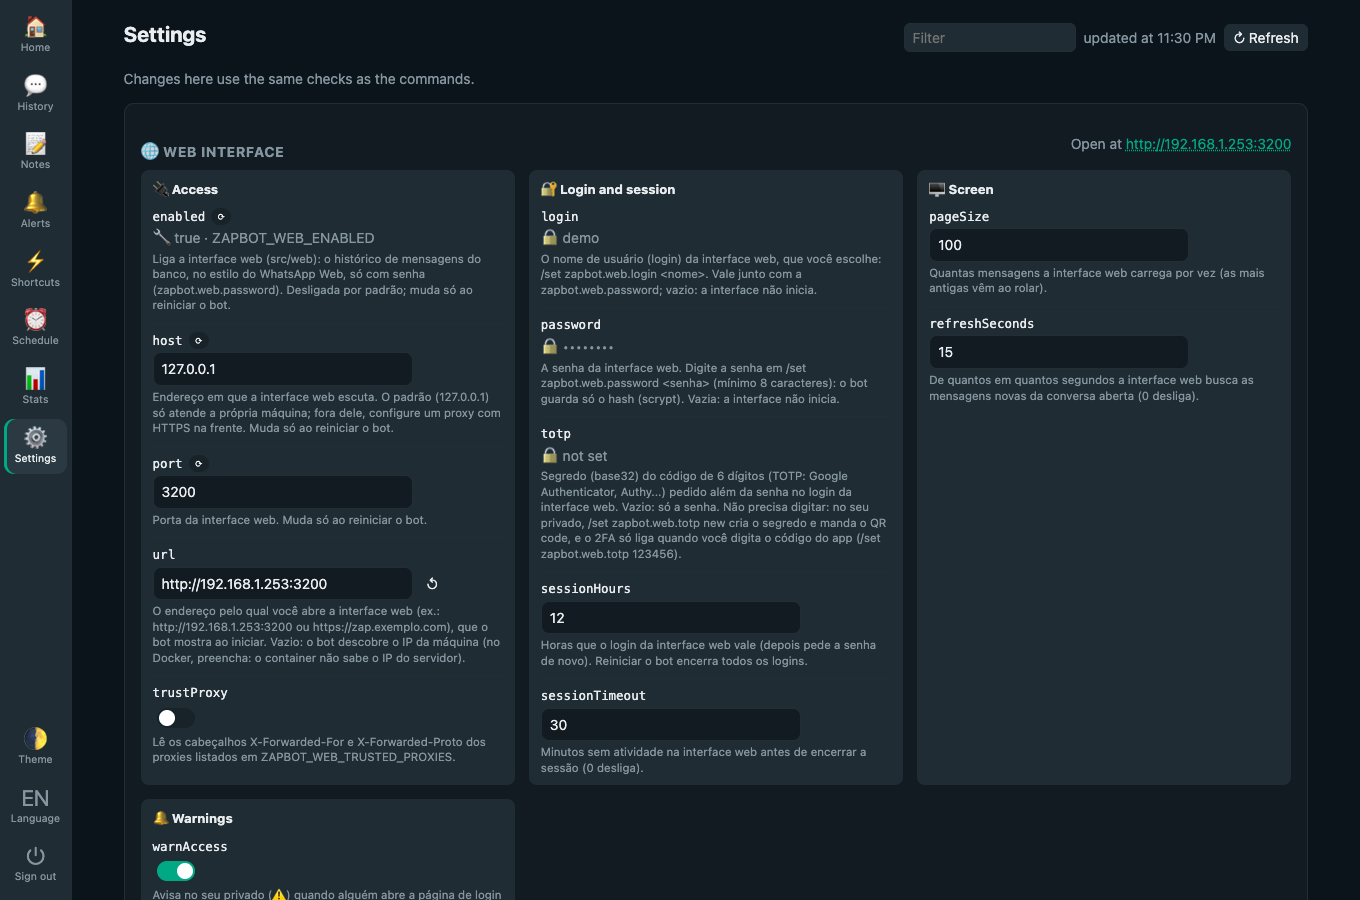 Home
History
Notes
Alerts
Shortcuts
Schedule
Stats
Settings
Theme
EN
Language
Sign out
Settings
Filter
updated at 11:30 PM
Refresh
Changes here use the same checks as the commands.
WEB INTERFACE
Open at http://192.168.1.253:3200
Access
enabled
true · ZAPBOT_WEB_ENABLED
Liga a interface web (src/web): o histórico de mensagens do
banco, no estilo do WhatsApp Web, só com senha
(zapbot.web.password). Desligada por padrão; muda só ao
reiniciar o bot.
host
127.0.0.1
Endereço em que a interface web escuta. O padrão (127.0.0.1)
só atende a própria máquina; fora dele, configure um proxy com
HTTPS na frente. Muda só ao reiniciar o bot.
port
3200
Porta da interface web. Muda só ao reiniciar o bot.
url
http://192.168.1.253:3200
O endereço pelo qual você abre a interface web (ex.:
http://192.168.1.253:3200 ou https://zap.exemplo.com), que o
bot mostra ao iniciar. Vazio: o bot descobre o IP da máquina (no
Docker, preencha: o container não sabe o IP do servidor).
trustProxy
Lê os cabeçalhos X-Forwarded-For e X-Forwarded-Proto dos
proxies listados em ZAPBOT_WEB_TRUSTED_PROXIES.
Login and session
login
demo
O nome de usuário (login) da interface web, que você escolhe:
/set zapbot.web.login <nome>. Vale junto com a
zapbot.web.password; vazio: a interface não inicia.
password
••••••••
A senha da interface web. Digite a senha em /set
zapbot.web.password <senha> (mínimo 8 caracteres): o bot
guarda só o hash (scrypt). Vazia: a interface não inicia.
totp
not set
Segredo (base32) do código de 6 dígitos (TOTP: Google
Authenticator, Authy...) pedido além da senha no login da
interface web. Vazio: só a senha. Não precisa digitar: no seu
privado, /set zapbot.web.totp new cria o segredo e manda o QR
code, e o 2FA só liga quando você digita o código do app (/set
zapbot.web.totp 123456).
sessionHours
12
Horas que o login da interface web vale (depois pede a senha
de novo). Reiniciar o bot encerra todos os logins.
sessionTimeout
30
Minutos sem atividade na interface web antes de encerrar a
sessão (0 desliga).
Screen
pageSize
100
Quantas mensagens a interface web carrega por vez (as mais
antigas vêm ao rolar).
refreshSeconds
15
De quantos em quantos segundos a interface web busca as
mensagens novas da conversa aberta (0 desliga).
Warnings
warnAccess
Avisa no seu privado (⚠️) quando alguém abre a página de login